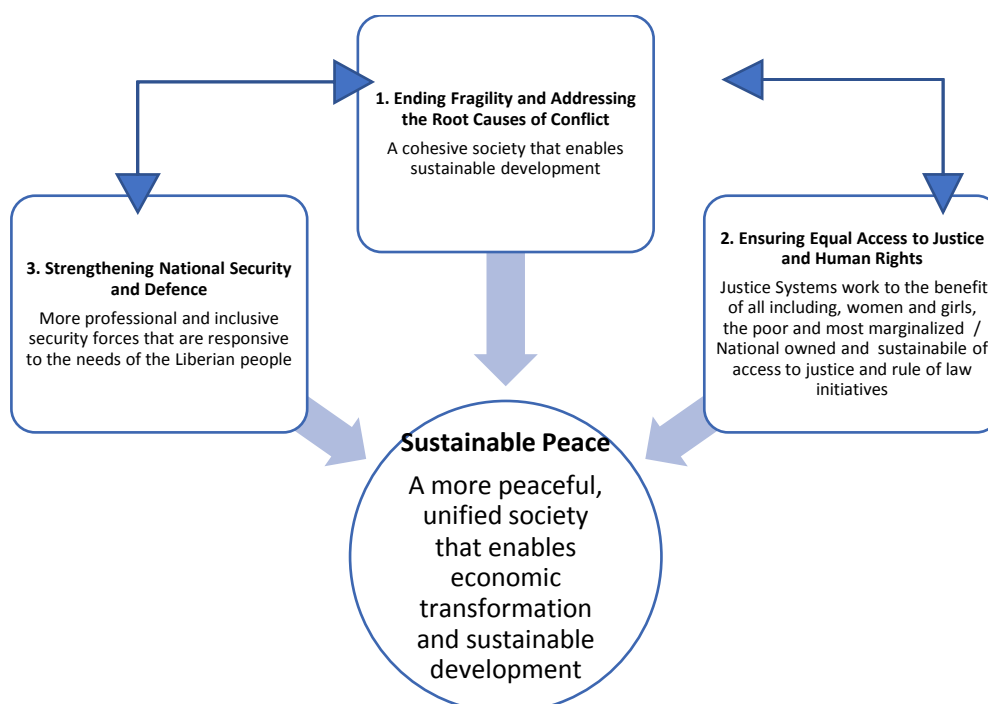 1. Ending Fragility and Addressing
the Root Causes of Conflict
A cohesive society that enables
sustainable development
3. Strengthening National Security
and Defence
More professional and inclusive
security forces that are responsive
to the needs of the Liberian people
2. Ensuring Equal Access to Justice
and Human Rights
Justice Systems work to the benefit
of all including, women and girls,
the poor and most marginalized /
National owned and sustainabile of
access to justice and rule of law
initiatives
Sustainable Peace
A more peaceful,
unified society
that enables
economic
transformation
and sustainable
development